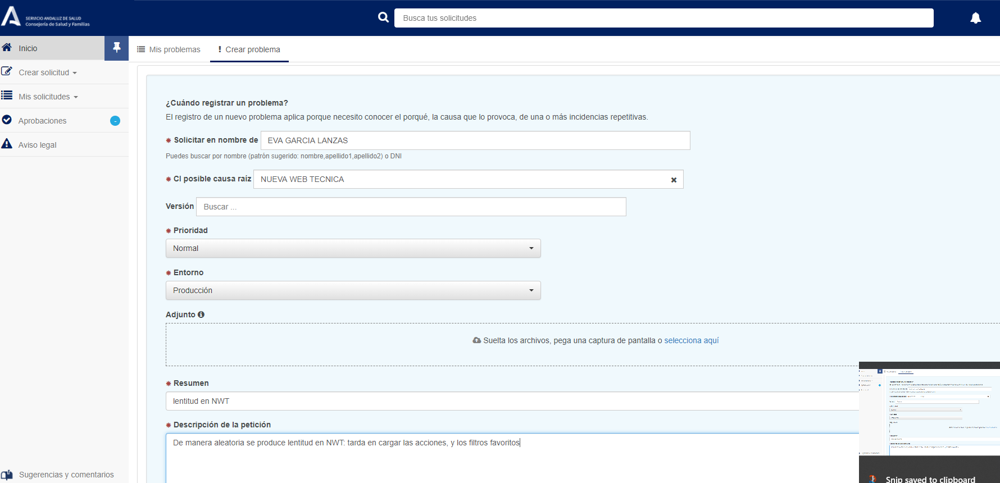 SERVICIO ANDALUZ DE SALUD
Consejería de Salud y Familias
Busca tus solicitudes
Inicio
Crear solicitud
Mis solicitudes
Aprobaciones
-
Aviso legal
Sugerencias y comentarios
Mis problemas
Crear problema
¿Cuándo registrar un problema?
El registro de un nuevo problema aplica porque necesito conocer el porqué, la causa que lo provoca, de una o más incidencias repetitivas.
Solicitar en nombre de EVA GARCIA LANZAS
Puedes buscar por nombre (patrón sugerido: nombre,apellido1,apellido2) o DNI
CI posible causa raíz NUEVA WEB TECNICA
Versión Buscar ...
Prioridad
Normal
Entorno
Producción
Adjunto
Suelta los archivos, pega una captura de pantalla o selecciona aquí
Resumen
lentitud en NWT
Descripción de la petición
De manera aleatoria se produce lentitud en NWT: tarda en cargar las acciones, y los filtros favoritos
Snip saved to clipboard